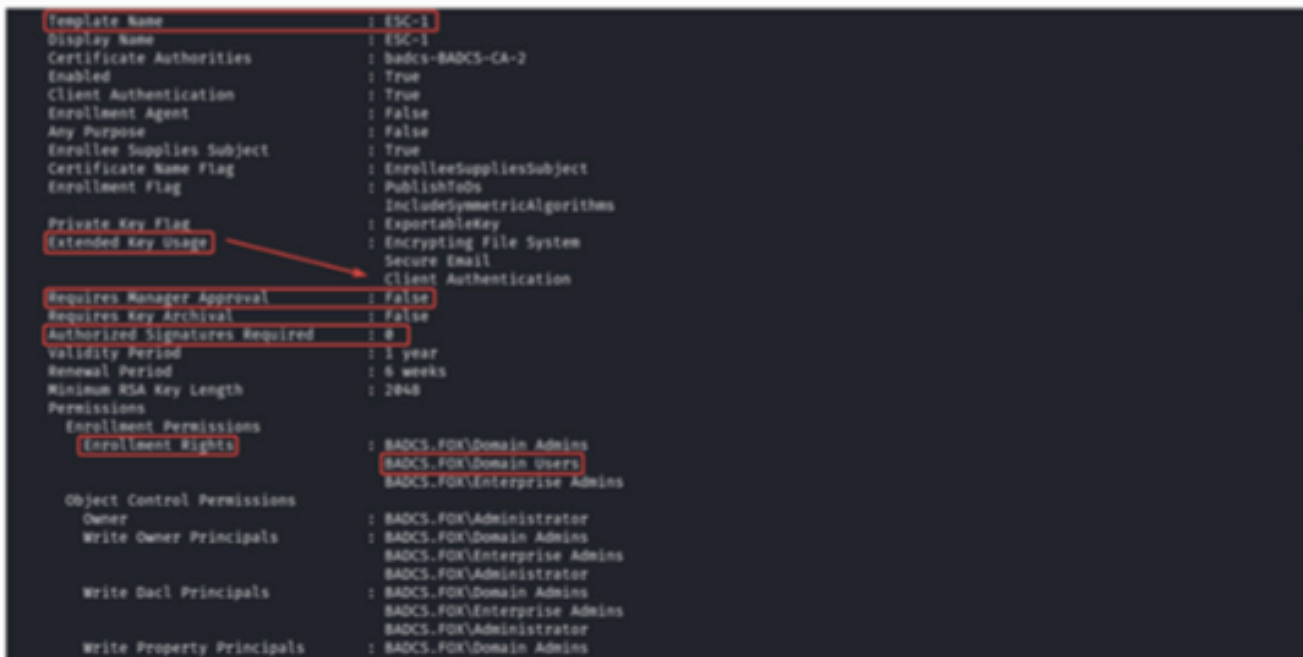 Template Name : ESC-1
Display Name : ESC-1
Certificate Authorities : badcs-BADCS-CA-2
Enabled : True
Client Authentication : True
Enrollment Agent : False
Any Purpose : False
Enrollee Supplies Subject : True
Certificate Name Flag : EnrolleeSuppliesSubject
Enrollment Flag : PublishToDs
IncludeSymmetricAlgorithms
Private Key Flag : ExportableKey
Extended Key Usage : Encrypting File System
Secure Email
Client Authentication
Requires Manager Approval : False
Requires Key Archival : False
Authorized Signatures Required : 0
Validity Period : 1 year
Renewal Period : 6 weeks
Minimum RSA Key Length : 2048
Permissions
Enrollment Permissions
Enrollment Rights : BADCS.FOX\Domain Admins
BADCS.FOX\Domain Users
BADCS.FOX\Enterprise Admins
Object Control Permissions
Owner : BADCS.FOX\Administrator
Write Owner Principals : BADCS.FOX\Domain Admins
BADCS.FOX\Enterprise Admins
BADCS.FOX\Administrator
Write Dacl Principals : BADCS.FOX\Domain Admins
BADCS.FOX\Enterprise Admins
BADCS.FOX\Administrator
Write Property Principals : BADCS.FOX\Domain Admins